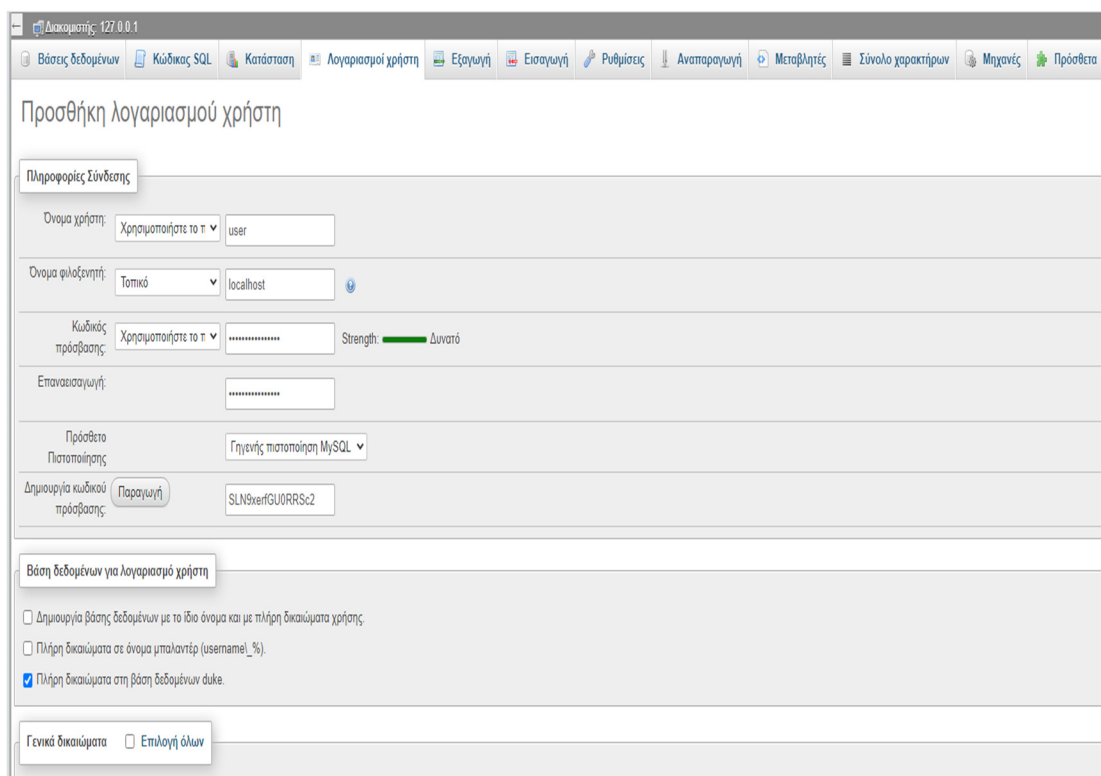 Διακομιστής: 127.0.0.1
Βάσεις δεδομένων Κώδικας SQL Κατάσταση Λογαριασμοί χρήστη Εξαγωγή Εισαγωγή Ρυθμίσεις Αναπαραγωγή Μεταβλητές Σύνολο χαρακτήρων Μηχανές Πρόσθετα
Προσθήκη λογαριασμού χρήστη
Πληροφορίες Σύνδεσης
Όνομα χρήστη: Χρησιμοποιήστε το π user
Όνομα φιλοξενητή: Τοπικό localhost
Κωδικός πρόσβασης: Χρησιμοποιήστε το π Strength: Δυνατό
Επαναεισαγωγή:
Πρόσθετο Πιστοποίησης Γηγενής πιστοποίηση MySQL
Δημιουργία κωδικού πρόσβασης: Παραγωγή SLN9xerfGU0RRSc2
Βάση δεδομένων για λογαριασμό χρήστη
Δημιουργία βάσης δεδομένων με το ίδιο όνομα και με πλήρη δικαιώματα χρήσης.
Πλήρη δικαιώματα σε όνομα μπαλαντέρ (username\_%).
Πλήρη δικαιώματα στη βάση δεδομένων duke.
Γενικά δικαιώματα Επιλογή όλων